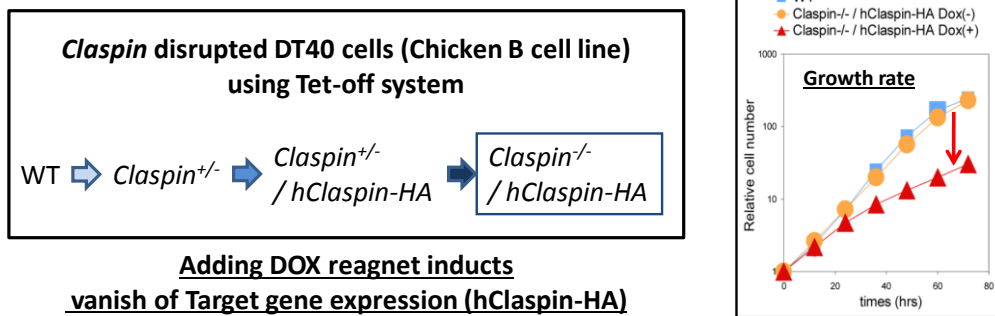 Claspin disrupted DT40 cells (Chicken B cell line)
using Tet-off system
WT Claspin+/- Claspin+/- / hClaspin-HA Claspin-/- / hClaspin-HA
Adding DOX reagnet inducts
vanish of Target gene expression (hClaspin-HA)
Claspin-/- / hClaspin-HA Dox(-)
Claspin-/- / hClaspin-HA Dox(+)
Growth rate
Relative cell number
1000
100
10
1
0 20 40 60 80
times (hrs)